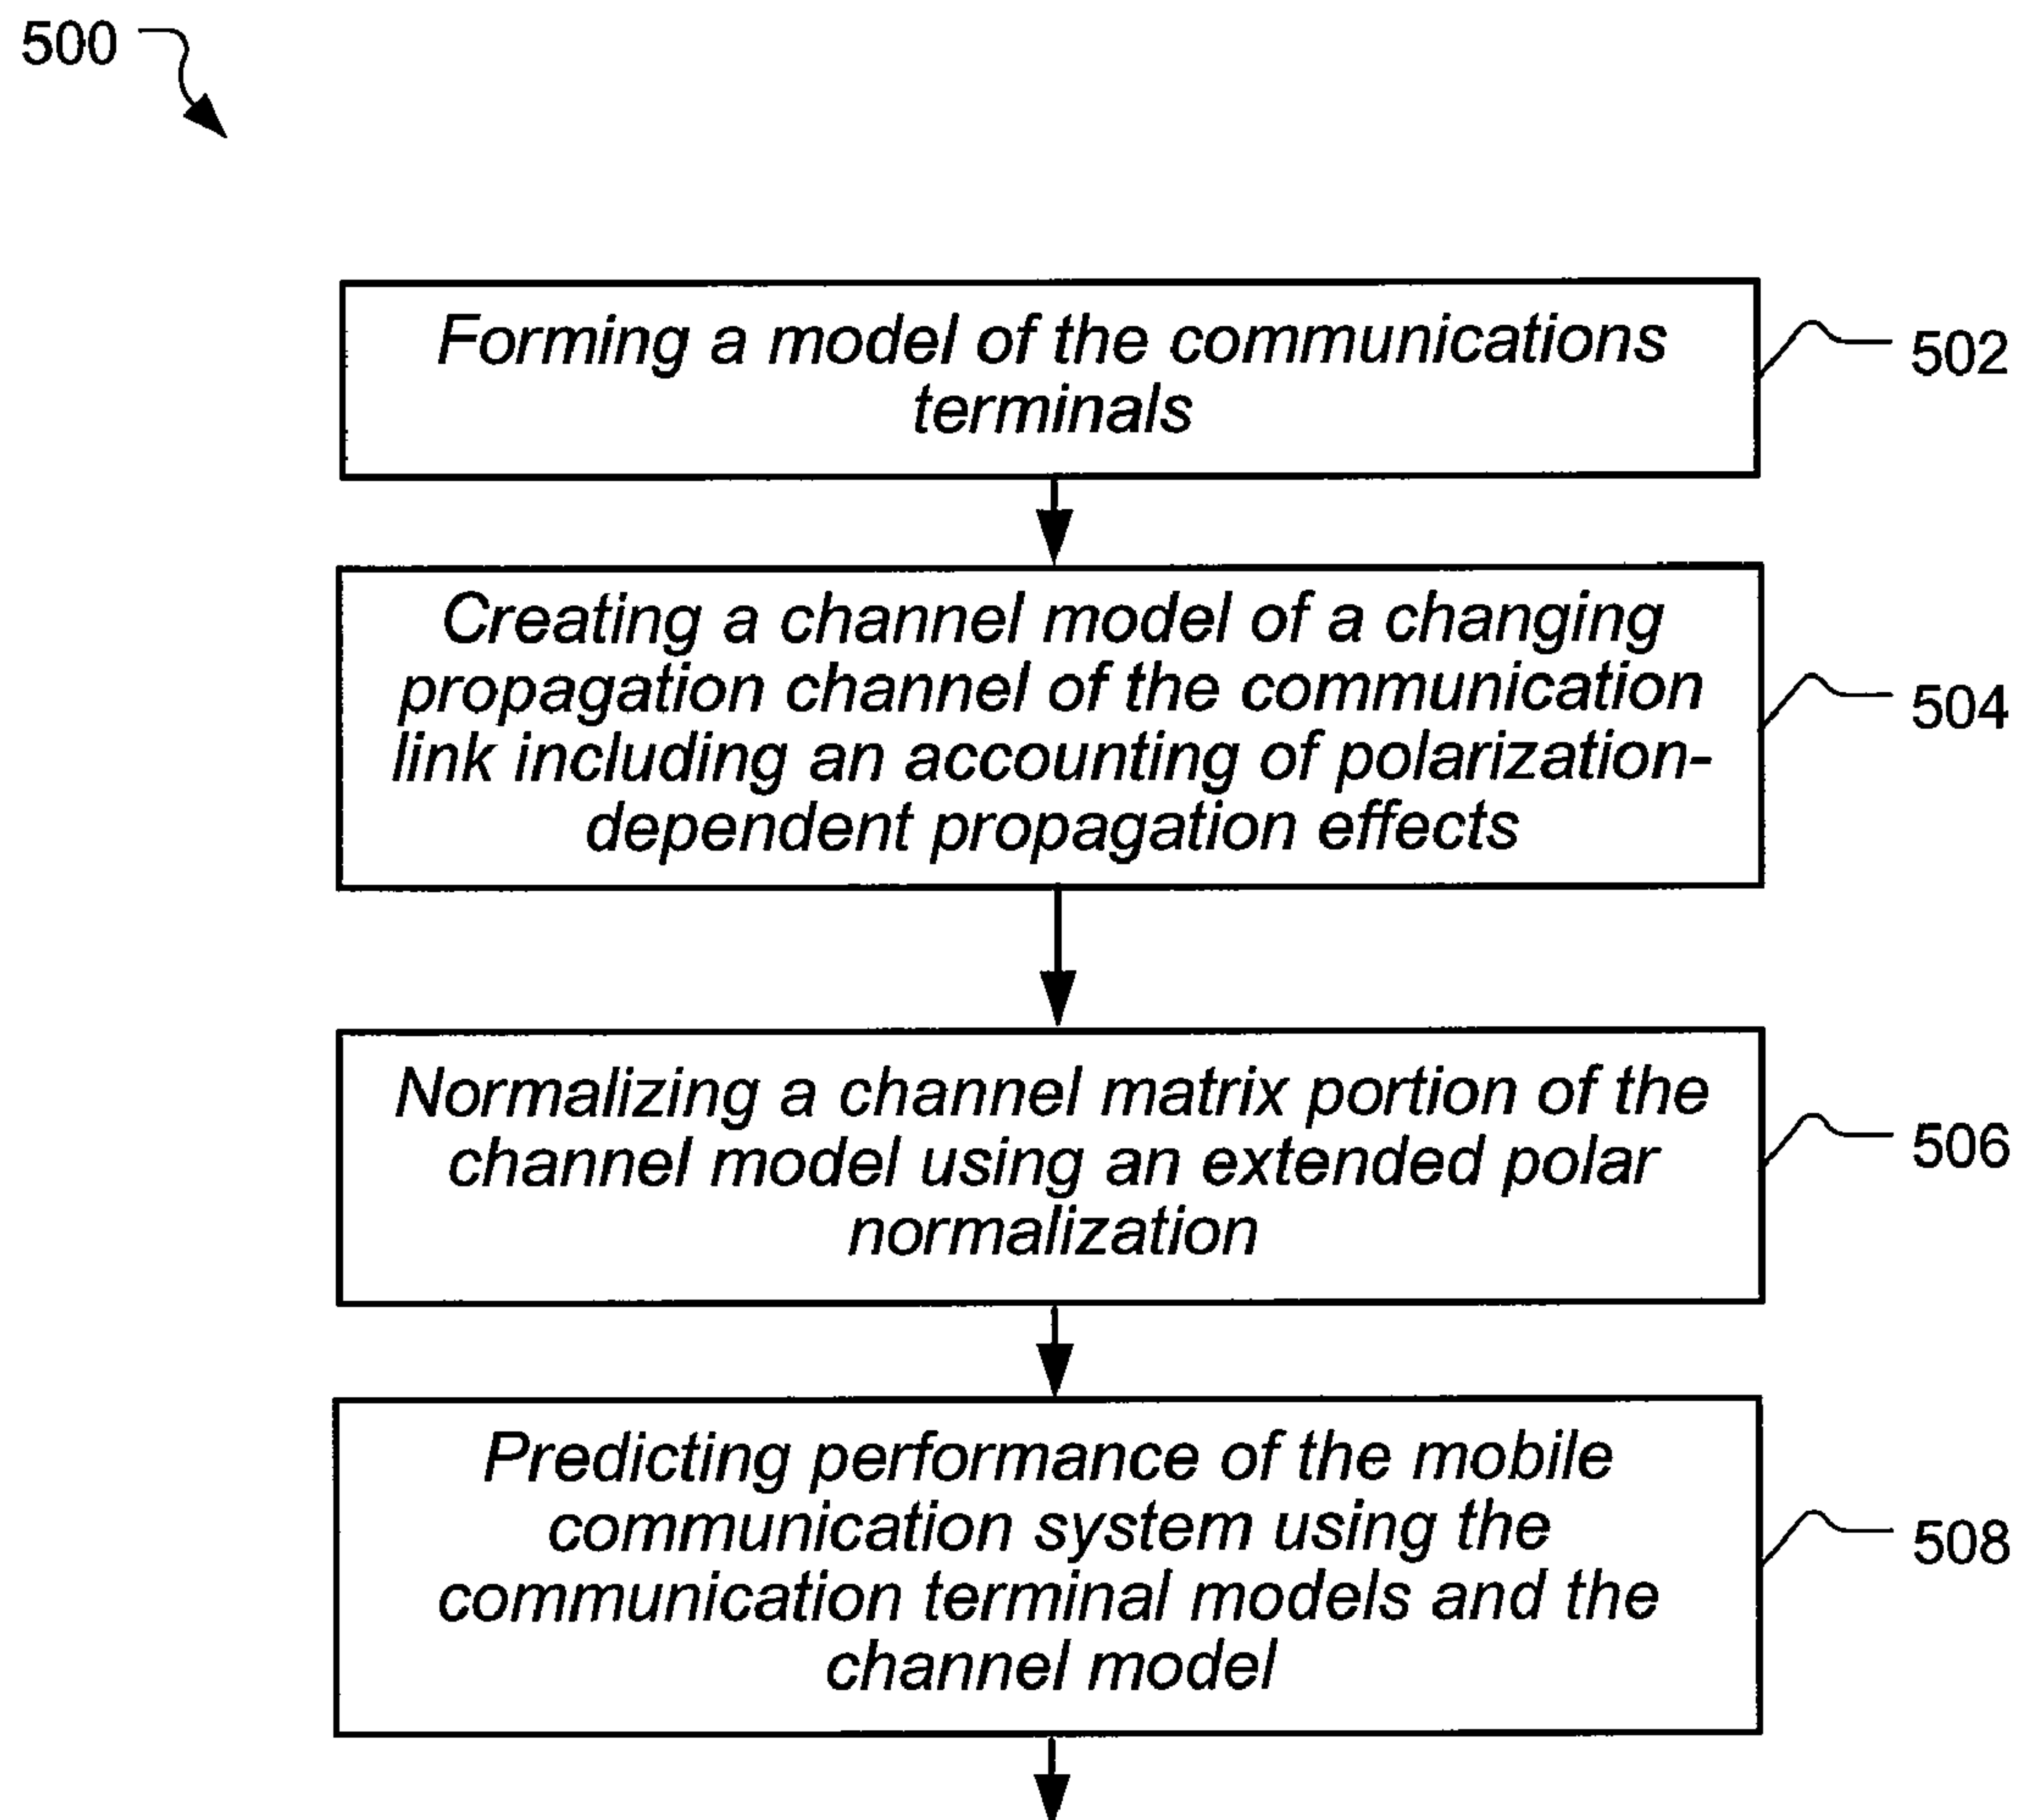 500
Forming a model of the communications
terminals
502
Creating a channel model of a changing
propagation channel of the communication
link including an accounting of polarization-
dependent propagation effects
504
Normalizing a channel matrix portion of the
channel model using an extended polar
normalization
506
Predicting performance of the mobile
communication system using the
communication terminal models and the
channel model
508